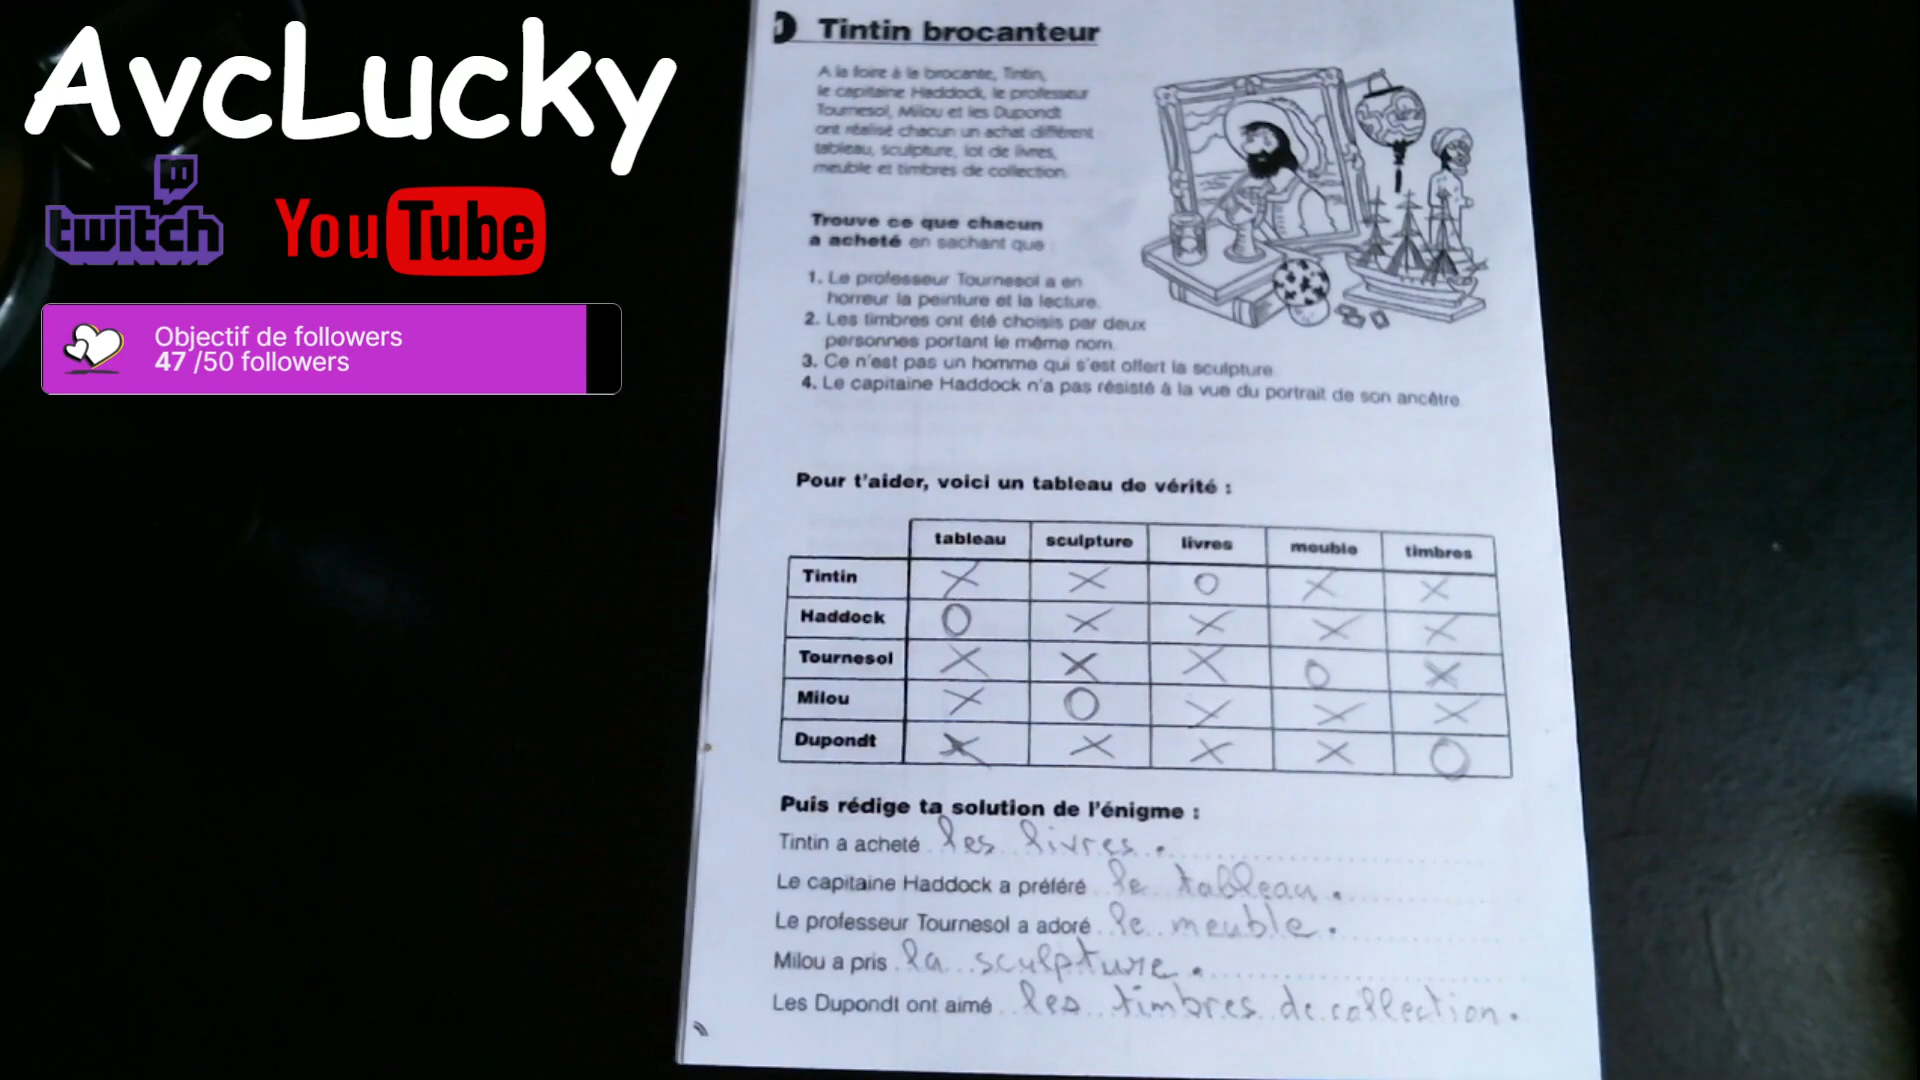 AvcLucky
twitch
YouTube
Objectif de followers
47 /50 followers
Tintin brocanteur
A la foire à la brocante, Tintin,
le capitaine Haddock, le professeur
Tournesol, Milou et les Dupondt
ont réalisé chacun un achat différent
tableau, sculpture, lot de livres,
meuble et timbres de collection.
Trouve ce que chacun
a acheté en sachant que :
1. Le professeur Tournesol a en
horreur la peinture et la lecture.
2. Les timbres ont été choisis par deux
personnes portant le même nom.
3. Ce n'est pas un homme qui s'est offert la sculpture.
4. Le capitaine Haddock n'a pas résisté à la vue du portrait de son ancêtre.
Pour t'aider, voici un tableau de vérité :
tableau sculpture livres meuble timbres
Tintin X X O X X
Haddock O X X X X
Tournesol X X X O X
Milou X O X X X
Dupondt X X X X O
Puis rédige ta solution de l'énigme :
Tintin a acheté les livres.
Le capitaine Haddock a préféré le tableau.
Le professeur Tournesol a adoré le meuble.
Milou a pris la sculpture.
Les Dupondt ont aimé les timbres de collection.